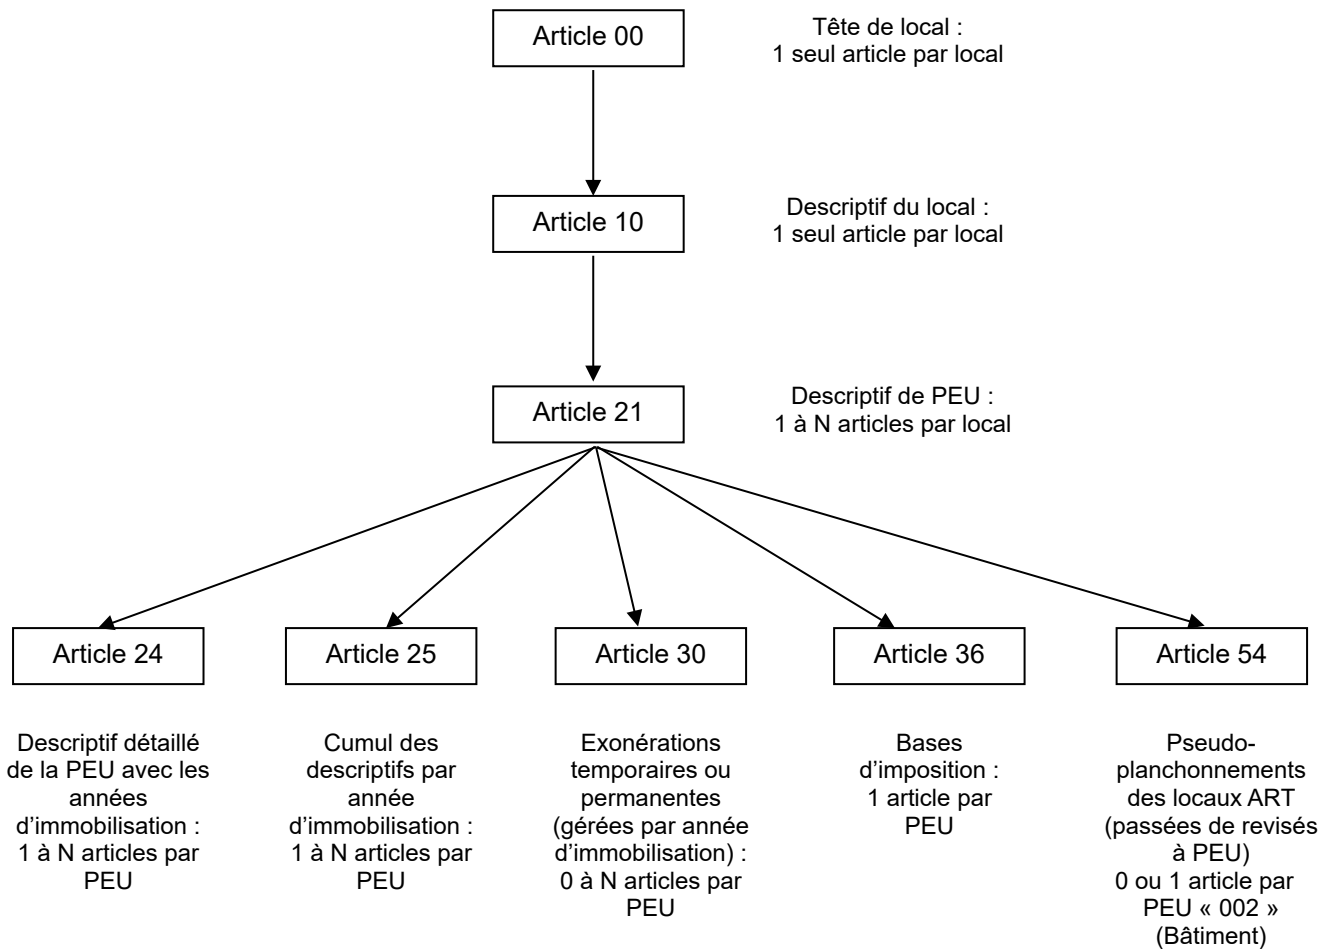 Article 00
Tête de local :
1 seul article par local
Article 10
Descriptif du local :
1 seul article par local
Article 21
Descriptif de PEU :
1 à N articles par local
Article 24
Article 25
Article 30
Article 36
Article 54
Descriptif détaillé
de la PEU avec les
années
d’immobilisation :
1 à N articles par
PEU
Cumul des
descriptifs par
année
d’immobilisation :
1 à N articles par
PEU
Exonérations
temporaires ou
permanentes
(gérées par année
d’immobilisation) :
0 à N articles par
PEU
Bases
d’imposition :
1 article par
PEU
Pseudo-
planchonnements
des locaux ART
(passées de revisés
à PEU)
0 ou 1 article par
PEU « 002 »
(Bâtiment)